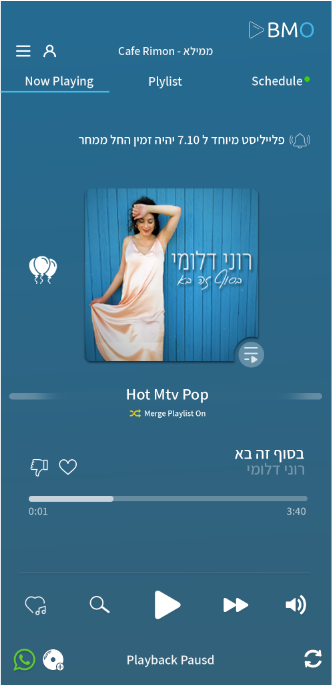 BMO
Cafe Rimon - ממילא
Now Playing
Plylist
Schedule
פלייליסט מיוחד ל 7.10 יהיה זמין החל ממחר
רוני דלומי
בסוף זה בא
Hot Mtv Pop
Merge Playlist On
בסוף זה בא
רוני דלומי
0:01
3:40
Playback Pausd